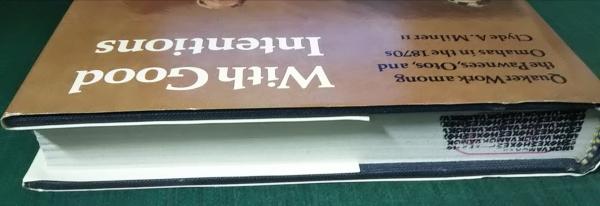 With Good
Intentions
Quaker Work among
the Pawnees, Otos, and
Omahas in the 1870s
Clyde A. Milner II